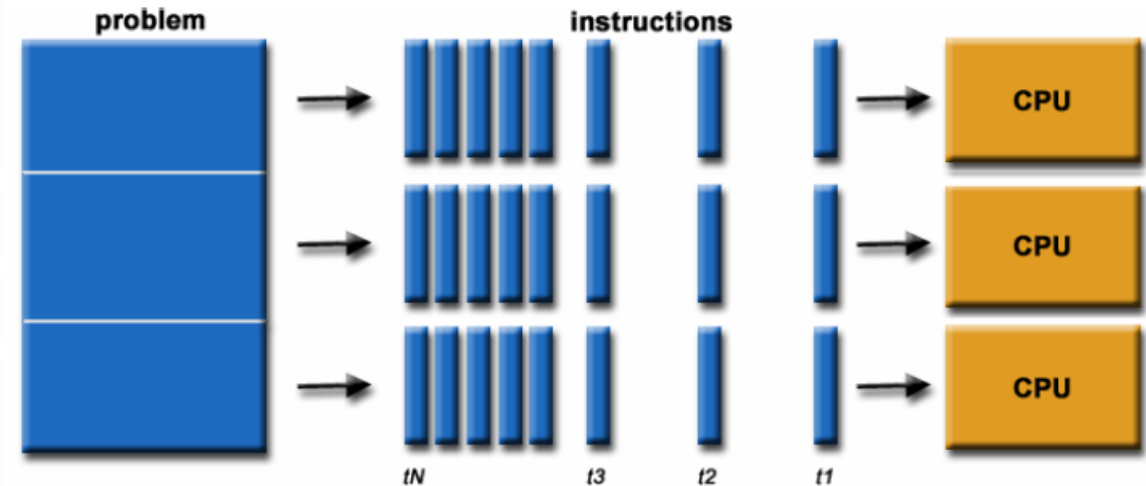 problem
instructions
CPU
CPU
CPU
tN t3 t2 t1